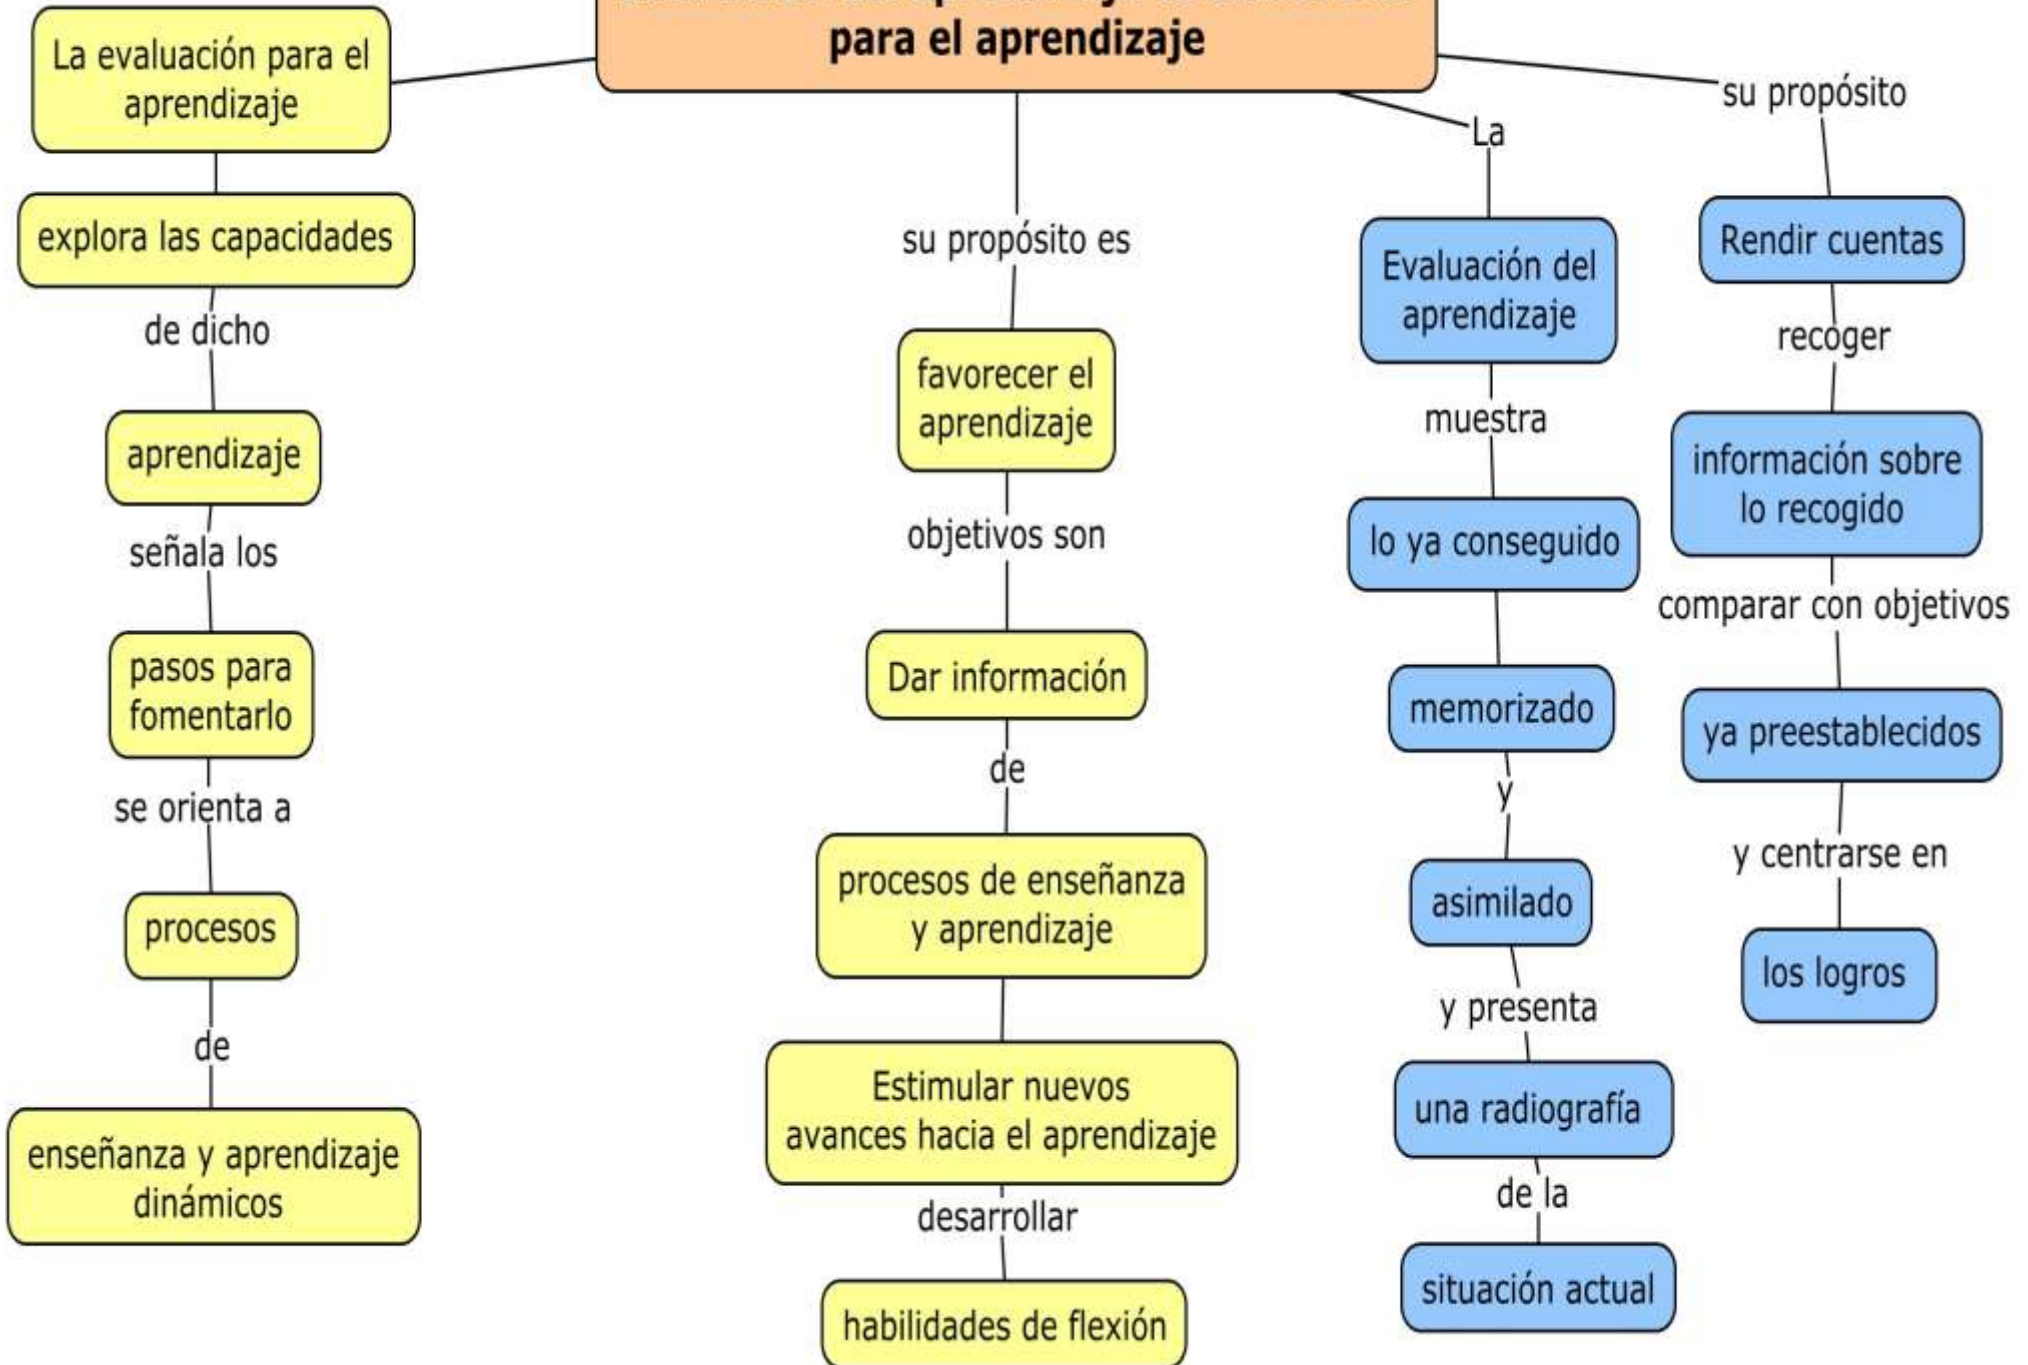 para el aprendizaje
La evaluación para el
aprendizaje
explora las capacidades
de dicho
aprendizaje
señala los
pasos para
fomentarlo
se orienta a
procesos
de
enseñanza y aprendizaje
dinámicos
su propósito es
favorecer el
aprendizaje
objetivos son
Dar información
de
procesos de enseñanza
y aprendizaje
Estimular nuevos
avances hacia el aprendizaje
desarrollar
habilidades de flexión
La
Evaluación del
aprendizaje
muestra
lo ya conseguido
memorizado
y
asimilado
y presenta
una radiografía
de la
situación actual
su propósito
Rendir cuentas
recoger
información sobre
lo recogido
comparar con objetivos
ya preestablecidos
y centrarse en
los logros